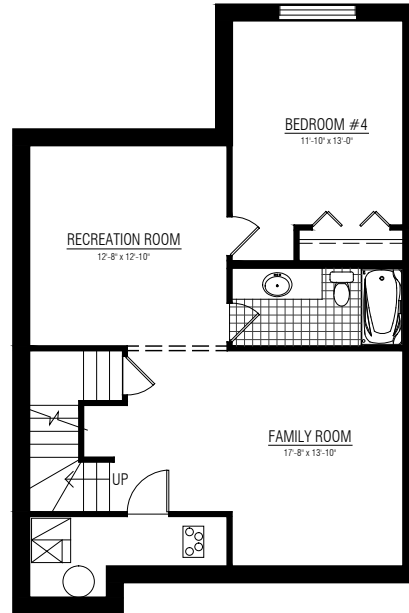 BEDROOM #4
11'-10" x 13'-0"
RECREATION ROOM
12'-8" x 12'-10"
FAMILY ROOM
17'-8" x 13'-10"
UP